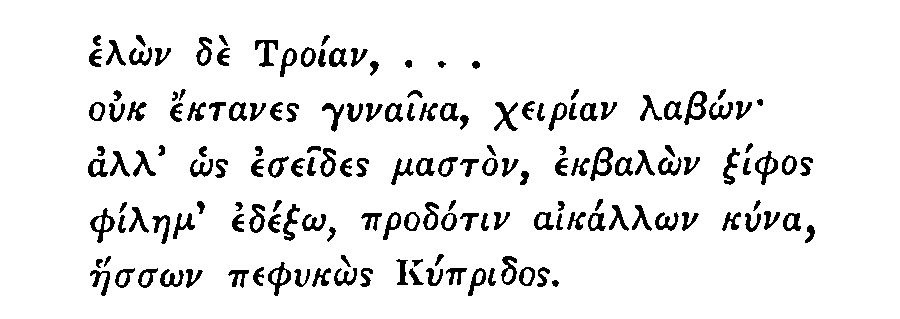 ἑλὼν δὲ Τροίαν, . . .
οὐκ ἔκτανες γυναῖκα, χειρίαν λαβών·
ἀλλ’ ὡς ἐσεῖδες μαστὸν, ἐκβαλὼν ξίφος
φίλημ’ ἐδέξω, προδότιν αἰκάλλων κύνα,
ἥσσων πεφυκὼς Κύπριδος.